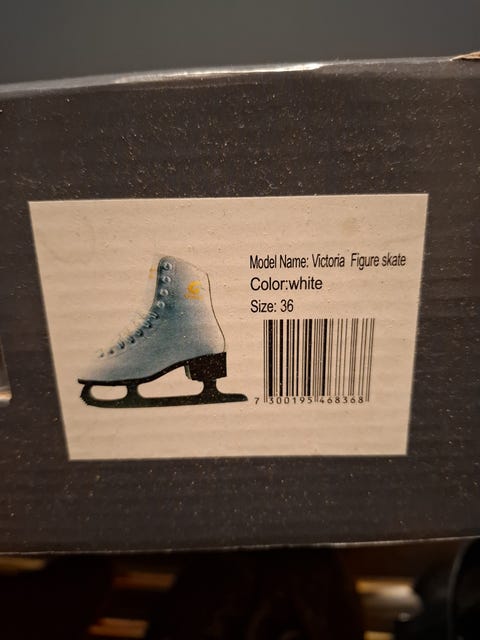 Model Name: Victoria Figure skate
Color:white
Size: 36
7 300195 468368